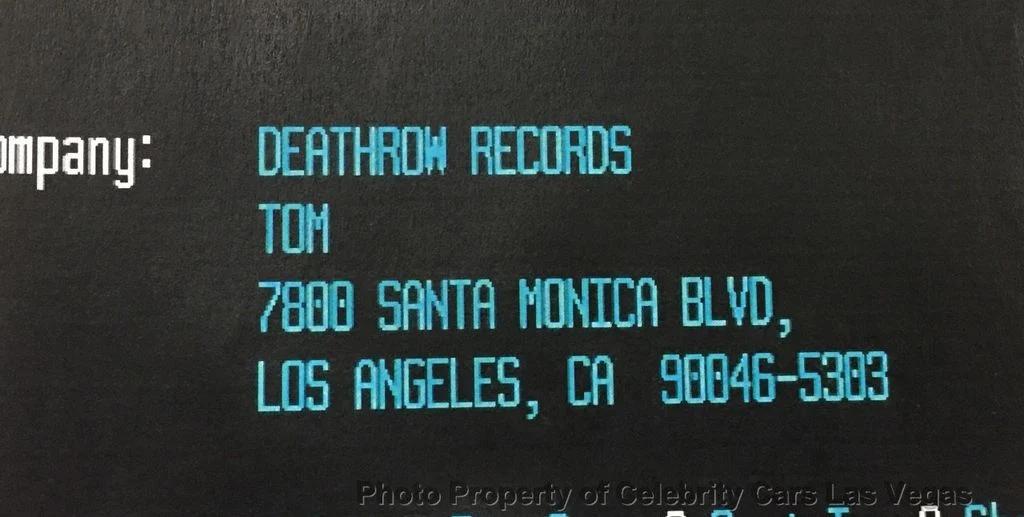 ompany: DEATHROW RECORDS
TOM
7800 SANTA MONICA BLVD,
LOS ANGELES, CA 90046-5303
Photo Property of Celebrity Cars Las Vegas